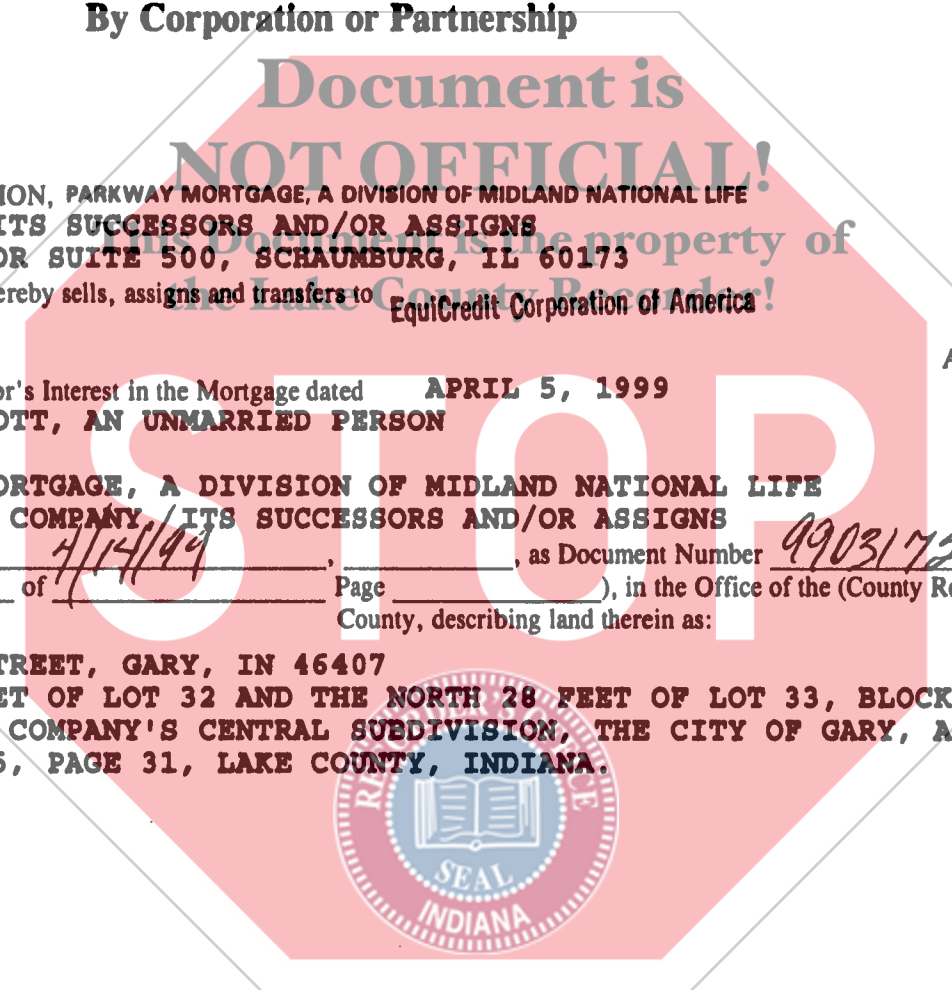 By Corporation or Partnership
Document is
NOT OFFICIAL!
This Document is the property of
the Lake County Recorder!
ION, PARKWAY MORTGAGE, A DIVISION OF MIDLAND NATIONAL LIFE
ITS SUCCESSORS AND/OR ASSIGNS
OR SUITE 500, SCHAUMBURG, IL 60173
ereby sells, assigns and transfers to EquiCredit Corporation of America
A
or's Interest in the Mortgage dated APRIL 5, 1999
OTT, AN UNMARRIED PERSON
STOP
ORTGAGE, A DIVISION OF MIDLAND NATIONAL LIFE
COMPANY, ITS SUCCESSORS AND/OR ASSIGNS
4/14/99 , , as Document Number 9903172
of Page ), in the Office of the (County Re
County, describing land therein as:
TREET, GARY, IN 46407
ET OF LOT 32 AND THE NORTH 28 FEET OF LOT 33, BLOCK
COMPANY'S CENTRAL SUBDIVISION, THE CITY OF GARY, A
5, PAGE 31, LAKE COUNTY, INDIANA.
RECORDER'S OFFICE
SEAL
INDIANA